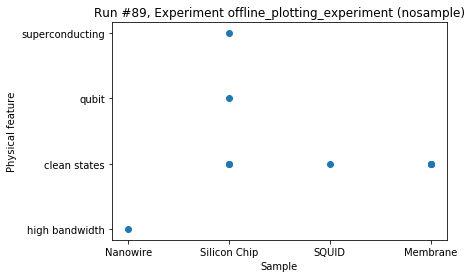 Run #89, Experiment offline_plotting_experiment (nosample)
superconducting
qubit
clean states
high bandwidth
Physical feature
Nanowire Silicon Chip SQUID Membrane
Sample